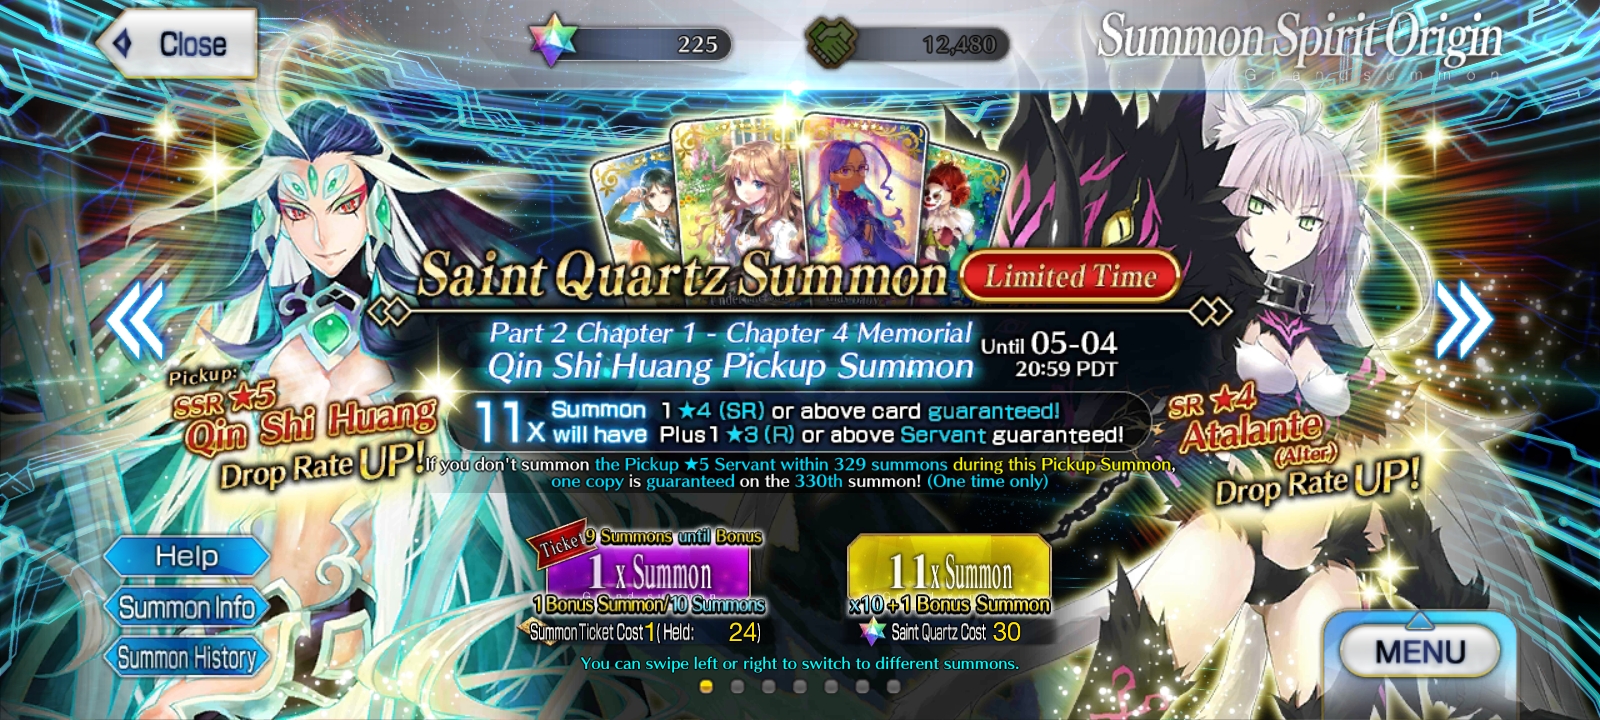 Close
225
12,480
Summon Spirit Origin
Grandsummon
Saint Quartz Summon
Limited Time
Part 2 Chapter 1 - Chapter 4 Memorial
Qin Shi Huang Pickup Summon
Until 05-04
20:59 PDT
Pickup:
SSR ★5
Qin Shi Huang
Drop Rate UP!
11x Summon will have
1 ★4 (SR) or above card guaranteed!
Plus 1 ★3 (R) or above Servant guaranteed!
SR ★4
Atalante
(Alter)
Drop Rate UP!
If you don't summon the Pickup ★5 Servant within 329 summons during this Pickup Summon,
one copy is guaranteed on the 330th summon! (One time only)
Help
Summon Info
Summon History
Ticket
9 Summons until Bonus
1x Summon
1 Bonus Summon/10 Summons
Summon Ticket Cost 1 (Held: 24)
11x Summon
x10+1 Bonus Summon
Saint Quartz Cost 30
You can swipe left or right to switch to different summons.
MENU